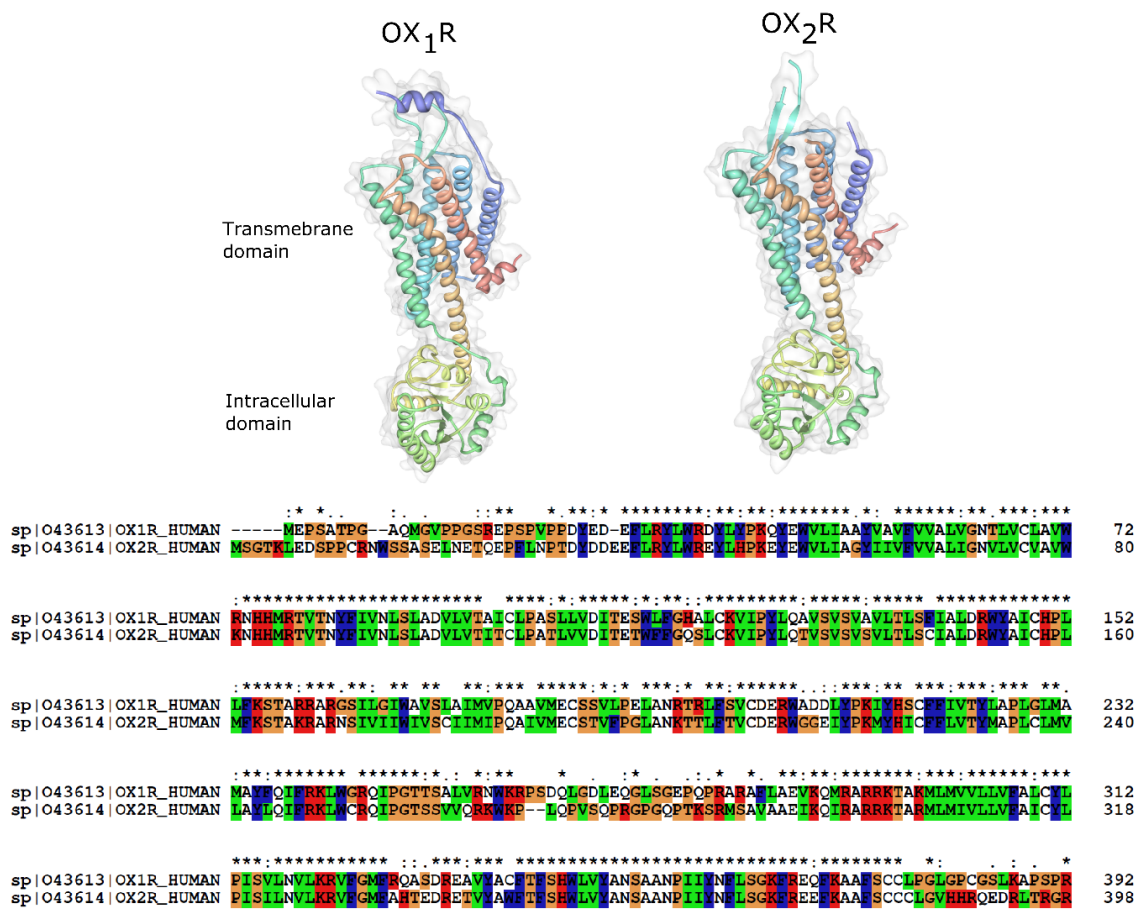 OX1R
OX2R
Transmebrane
domain
Intracellular
domain
:* *. .    :. .:   .:**   * **:* *******:**:**:*******.*: ******:**.***:***
sp|O43613|OX1R_HUMAN -----MEPSATPG--AQMGVPPGSREPSPVPPDYED-EFLRYLWRDYLYPKQYEWVLIAAYVAVFVVALVGNTLVCLAVW 72
sp|O43614|OX2R_HUMAN MSGTKLEDSPPCRNWSSASELNETQEPFLNPTDYDDEEFLRYLWREYLHPKEYEWVLIAGYIIVFVVALIGNVLVCVAVW 80
:***********************  ****:*:*****:*:**::********* *****:***** *************
sp|O43613|OX1R_HUMAN RNHHMRTVTNYFIVNLSLADVLVTAICLPASLLVDITESWLFGHALCKVIPYLQAVSVSVAVLTLSFIALDRWYAICHPL 152
sp|O43614|OX2R_HUMAN KNHHMRTVTNYFIVNLSLADVLVTITCLPATLVVDITETWFFGQSLCKVIPYLQTVSVSVSVLTLSCIALDRWYAICHPL 160
:*****:***.**: ** **  **:*** *****:*:* ***:* **:******..::***:** ***:***:*** **.
sp|O43613|OX1R_HUMAN LFKSTARRARGSILGIWAVSLAIMVPQAAVMECSSVLPELANRTRLFSVCDERWADDLYPKIYHSCFFIVTYLAPLGLMA 232
sp|O43614|OX2R_HUMAN MFKSTAKRARNSIVIIWIVSCIIMIPQAIVMECSTVFPGLANKTTLFTVCDERWGGEIYPKMYHICFFLVTYMAPLCLMV 240
:**:******* ******:*.: *:**    *  .  :* .  .:.*  *. **:**:*******:***:******:***
sp|O43613|OX1R_HUMAN MAYFQIFRKLWGRQIPGTTSALVRNWKRPSDQLGDLEQGLSGEPQPRARAFLAEVKQMRARRKTAKMLMVVLLVFALCYL 312
sp|O43614|OX2R_HUMAN LAYLQIFRKLWCRQIPGTSSVVQRKWKP--LQPVSQPRGPGQPTKSRMSAVAAEIKQIRARRKTARMLMIVLLVFAICYL 318
***:*********** ::.***:*** ****************************:********  *:    . :  . *
sp|O43613|OX1R_HUMAN PISVLNVLKRVFGMFRQASDREAVYACFTFSHWLVYANSAANPIIYNFLSGKFREQFKAAFSCCLPGLGPCGSLKAPSPR 392
sp|O43614|OX2R_HUMAN PISILNVLKRVFGMFAHTEDRETVYAWFTFSHWLVYANSAANPIIYNFLSGKFREEFKAAFSCCCLGVHHRQEDRLTRGR 398